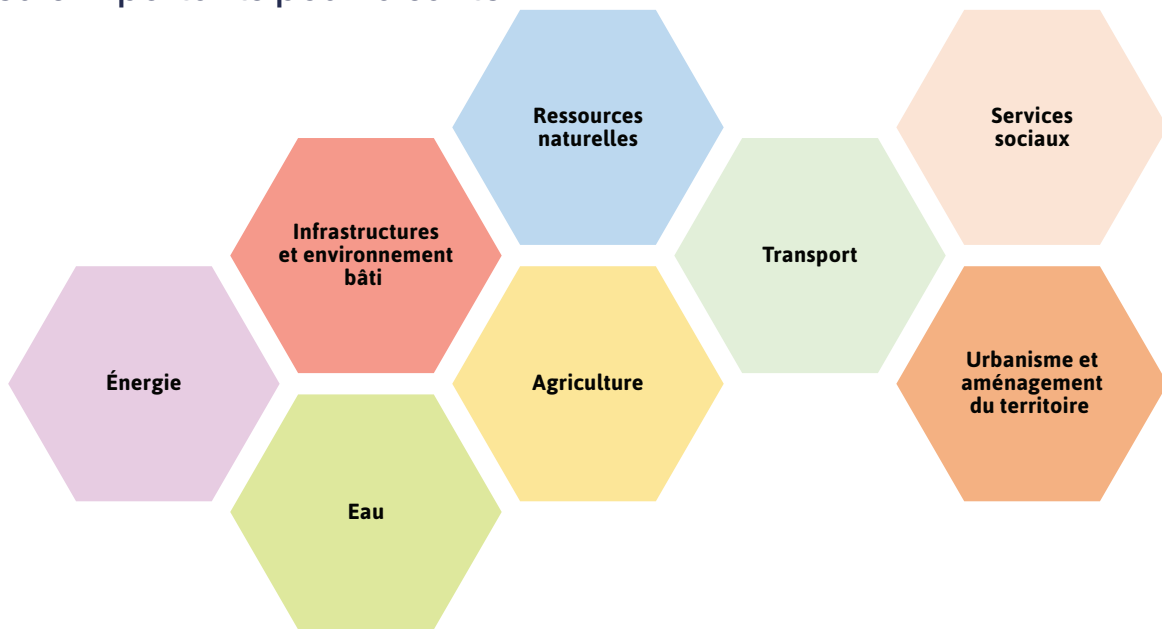 Ressources
naturelles
Services
sociaux
Infrastructures
et environnement
bâti
Transport
Énergie
Agriculture
Urbanisme et
aménagement
du territoire
Eau